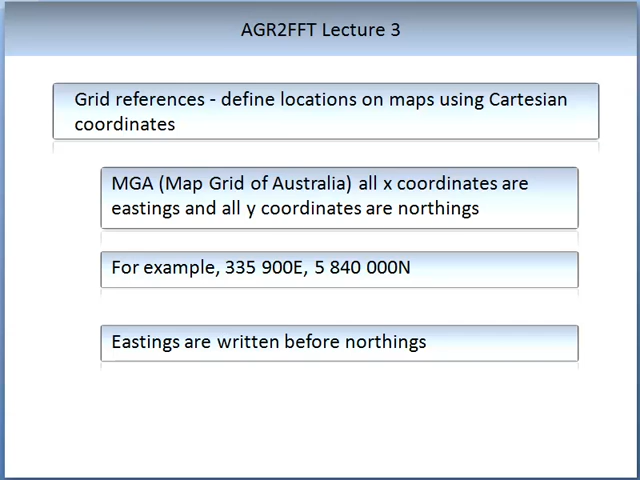 AGR2FFT Lecture 3
Grid references - define locations on maps using Cartesian
coordinates
MGA (Map Grid of Australia) all x coordinates are
eastings and all y coordinates are northings
For example, 335 900E, 5 840 000N
Eastings are written before northings